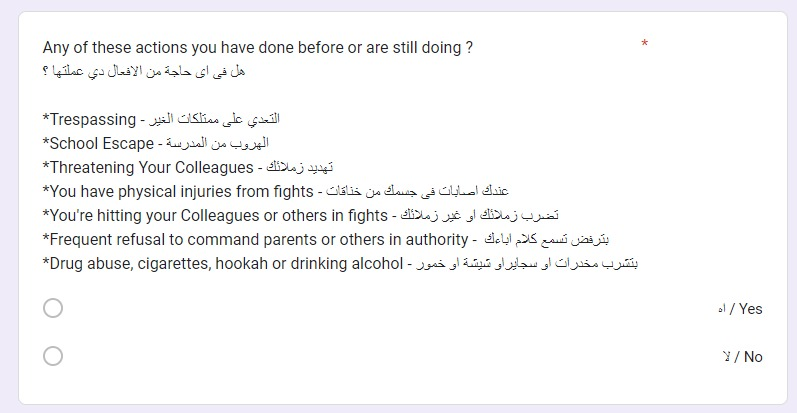 Any of these actions you have done before or are still doing ? *
هل فى اى حاجة من الافعال دي عملتها ؟
*Trespassing - التعدي على ممتلكات الغير
*School Escape - الهروب من المدرسة
*Threatening Your Colleagues - تهديد زملائك
*You have physical injuries from fights - عندك اصابات فى جسمك من خناقات
*You're hitting your Colleagues or others in fights - بتضرب زملائك او غير زملائك
*Frequent refusal to command parents or others in authority - بترفض تسمع كلام اباءك
*Drug abuse, cigarettes, hookah or drinking alcohol - بتشرب مخدرات او سجايراو شيشة او خمور
اه / Yes
لا / No